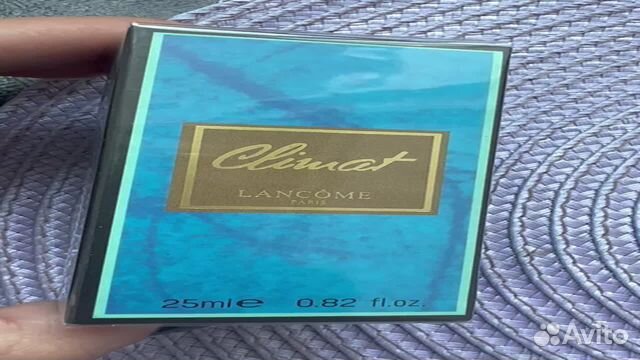 Climat
LANCÔME
PARIS
25ml e 0.82 fl.oz.
Avito